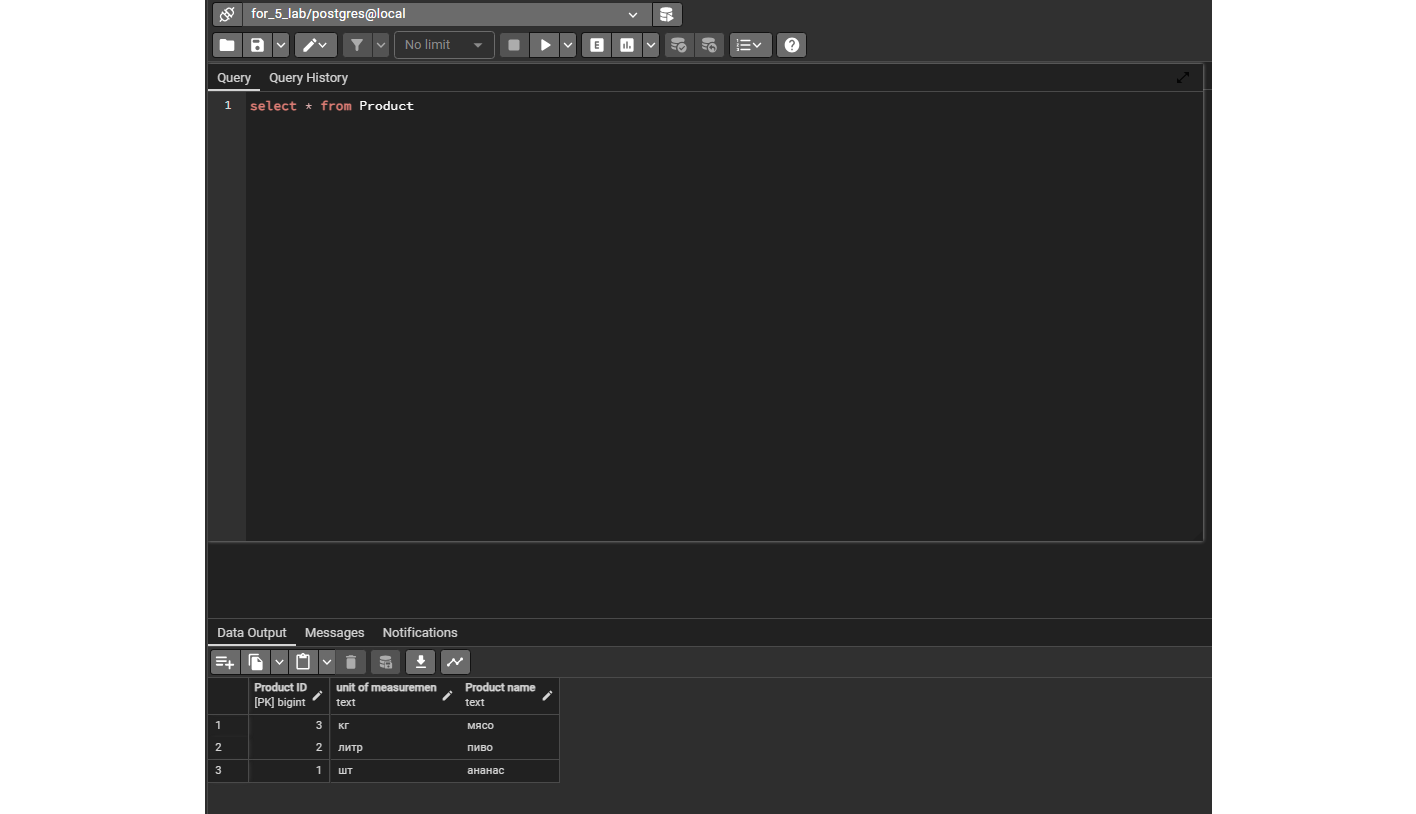 for_5_lab/postgres@local
No limit
E
Query Query History
1 select * from Product
Data Output Messages Notifications
Product ID unit of measuremen Product name
[PK] bigint text text
1 3 кг мясо
2 2 литр пиво
3 1 шт ананас